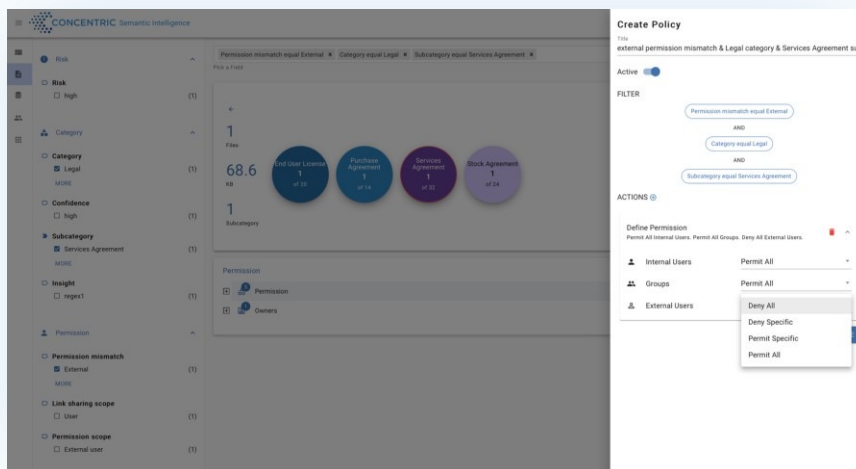 CONCENTRIC Semantic Intelligence
Risk
Risk
high (1)
Category
Category
Legal (1)
MORE
Confidence
high (1)
Subcategory
Services Agreement (1)
MORE
Insight
regex1 (1)
Permission
Permission mismatch
External (1)
MORE
Link sharing scope
User (1)
Permission scope
External user (1)
Permission mismatch equal External × Category equal Legal × Subcategory equal Services Agreement ×
Pick a Field
1
Files
68.6
KB
1
Subcategory
End User License
1
Purchase
Agreement
1
of 14
Services
Agreement
1
Stock Agreement
1
of 24
Permission
Permission
Owners
Create Policy
Title
external permission mismatch & Legal category & Services Agreement su
Active
FILTER
Permission mismatch equal External
AND
Category equal Legal
AND
Subcategory equal Services Agreement
ACTIONS
Define Permission
Permit All Internal Users. Permit All Groups. Deny All External Users.
Internal Users Permit All
Groups Permit All
External Users
Deny All
Deny Specific
Permit Specific
Permit All